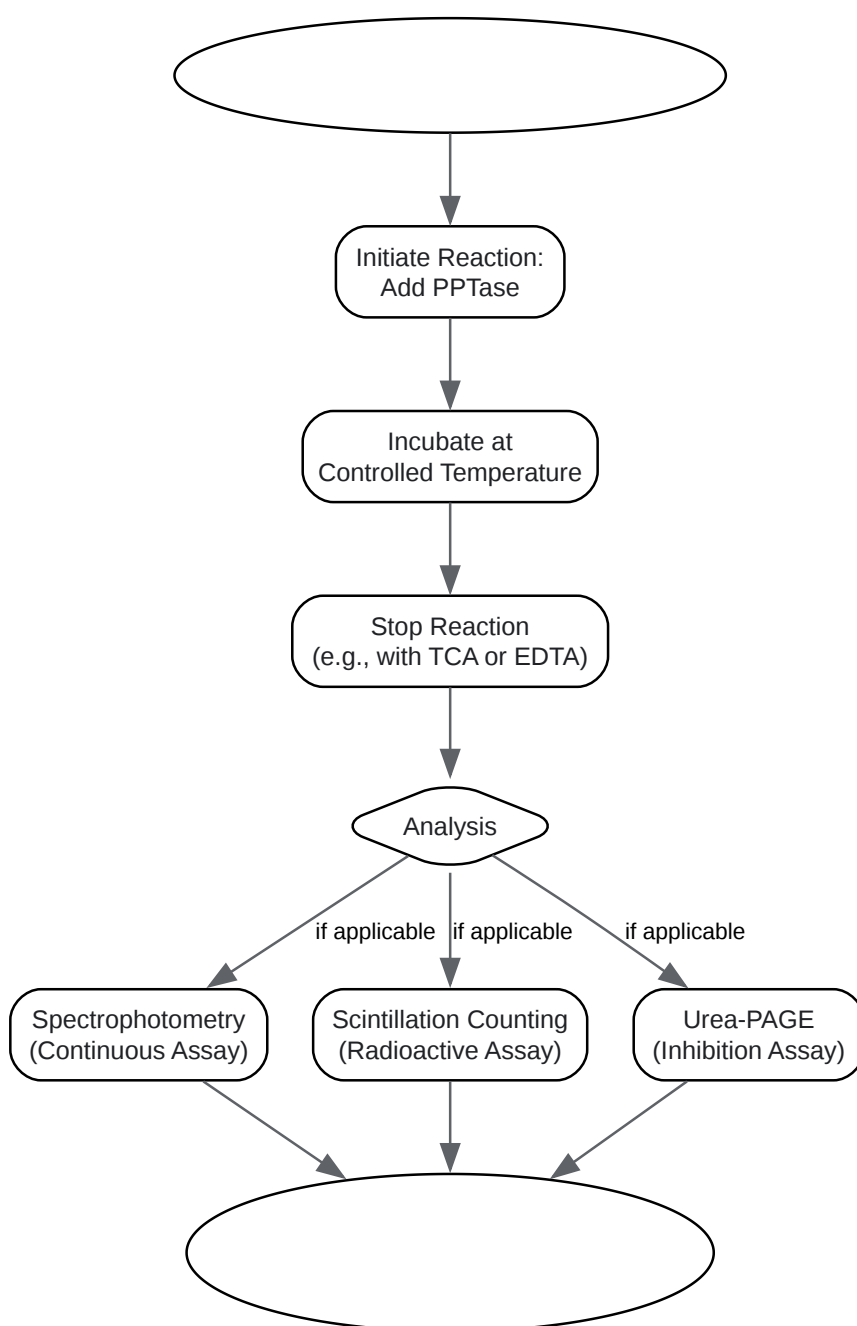 Initiate Reaction:
Add PPTase
Incubate at
Controlled Temperature
Stop Reaction
(e.g., with TCA or EDTA)
Analysis
if applicable
if applicable
if applicable
Spectrophotometry
(Continuous Assay)
Scintillation Counting
(Radioactive Assay)
Urea-PAGE
(Inhibition Assay)